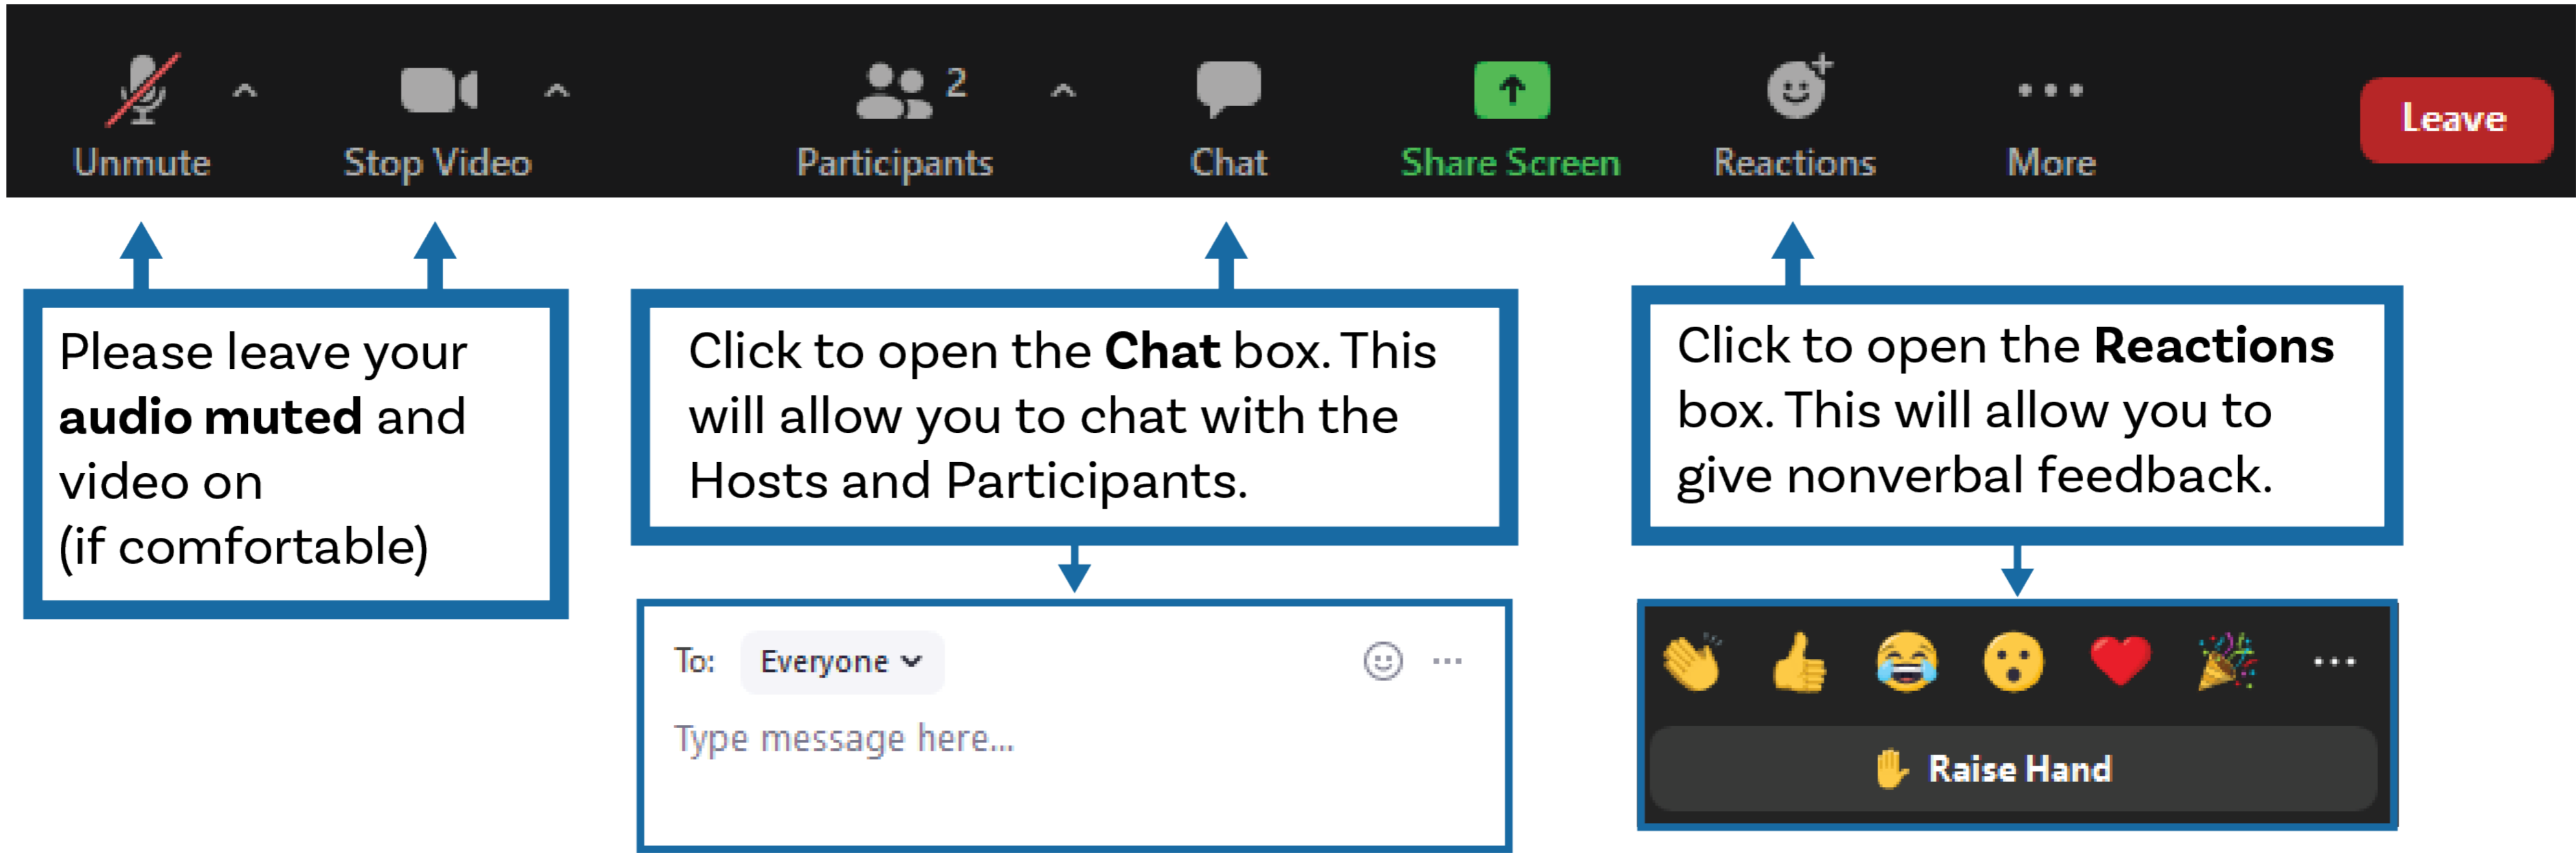 2
Unmute
Stop Video
Participants
Chat
Share Screen
Reactions
More
Leave
Please leave your
audio muted and
video on
(if comfortable)
Click to open the Chat box. This
will allow you to chat with the
Hosts and Participants.
To: Everyone
Type message here...
Click to open the Reactions
box. This will allow you to
give nonverbal feedback.
Raise Hand